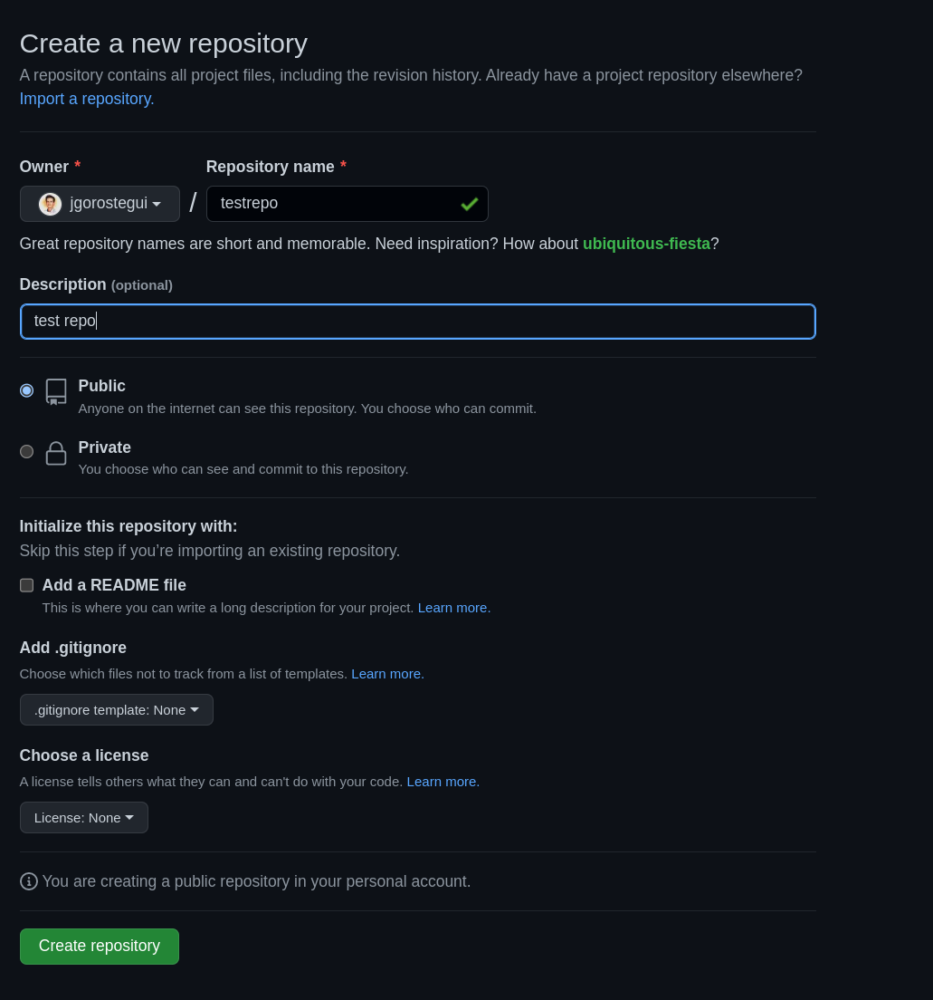 Create a new repository
A repository contains all project files, including the revision history. Already have a project repository elsewhere?
Import a repository.
Owner *
Repository name *
jgorostegui / testrepo
Great repository names are short and memorable. Need inspiration? How about ubiquitous-fiesta?
Description (optional)
test repo
Public
Anyone on the internet can see this repository. You choose who can commit.
Private
You choose who can see and commit to this repository.
Initialize this repository with:
Skip this step if you’re importing an existing repository.
Add a README file
This is where you can write a long description for your project. Learn more.
Add .gitignore
Choose which files not to track from a list of templates. Learn more.
.gitignore template: None
Choose a license
A license tells others what they can and can't do with your code. Learn more.
License: None
You are creating a public repository in your personal account.
Create repository